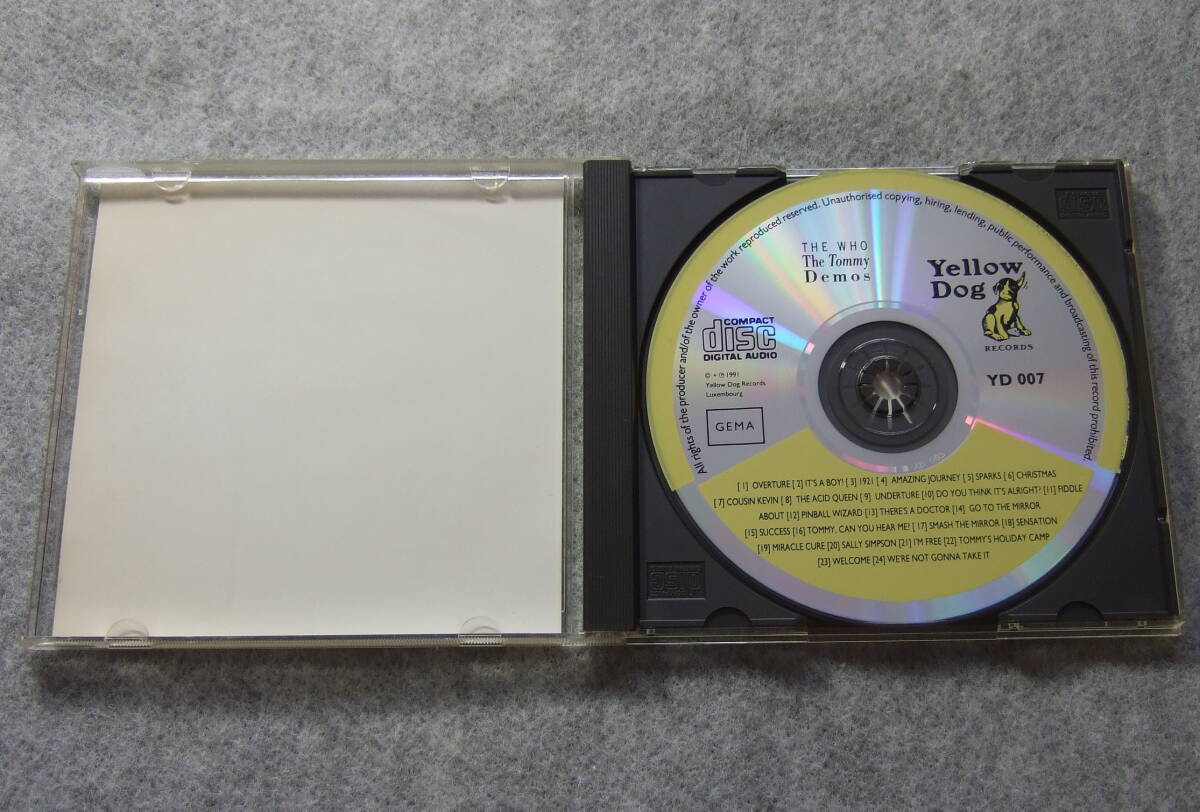 All rights of the producer and/of the owner of the work reproduced reserved. Unauthorised copying, hiring, lending, public performance and broadcasting of this record prohibited.
THE WHO
The Tommy
Demos
Yellow
Dog
RECORDS
YD 007
COMPACT
disc
DIGITAL AUDIO
© + ℗ 1991
Yellow Dog Records
Luxembourg
GEMA
[1] OVERTURE [2] IT'S A BOY! [3] 1921 [4] AMAZING JOURNEY [5] SPARKS [6] CHRISTMAS
[7] COUSIN KEVIN [8] THE ACID QUEEN [9] UNDERTURE [10] DO YOU THINK IT'S ALRIGHT? [11] FIDDLE
ABOUT [12] PINBALL WIZARD [13] THERE'S A DOCTOR [14] GO TO THE MIRROR
[15] SUCCESS [16] TOMMY, CAN YOU HEAR ME? [17] SMASH THE MIRROR [18] SENSATION
[19] MIRACLE CURE [20] SALLY SIMPSON [21] I'M FREE [22] TOMMY'S HOLIDAY CAMP
[23] WELCOME [24] WE'RE NOT GONNA TAKE IT